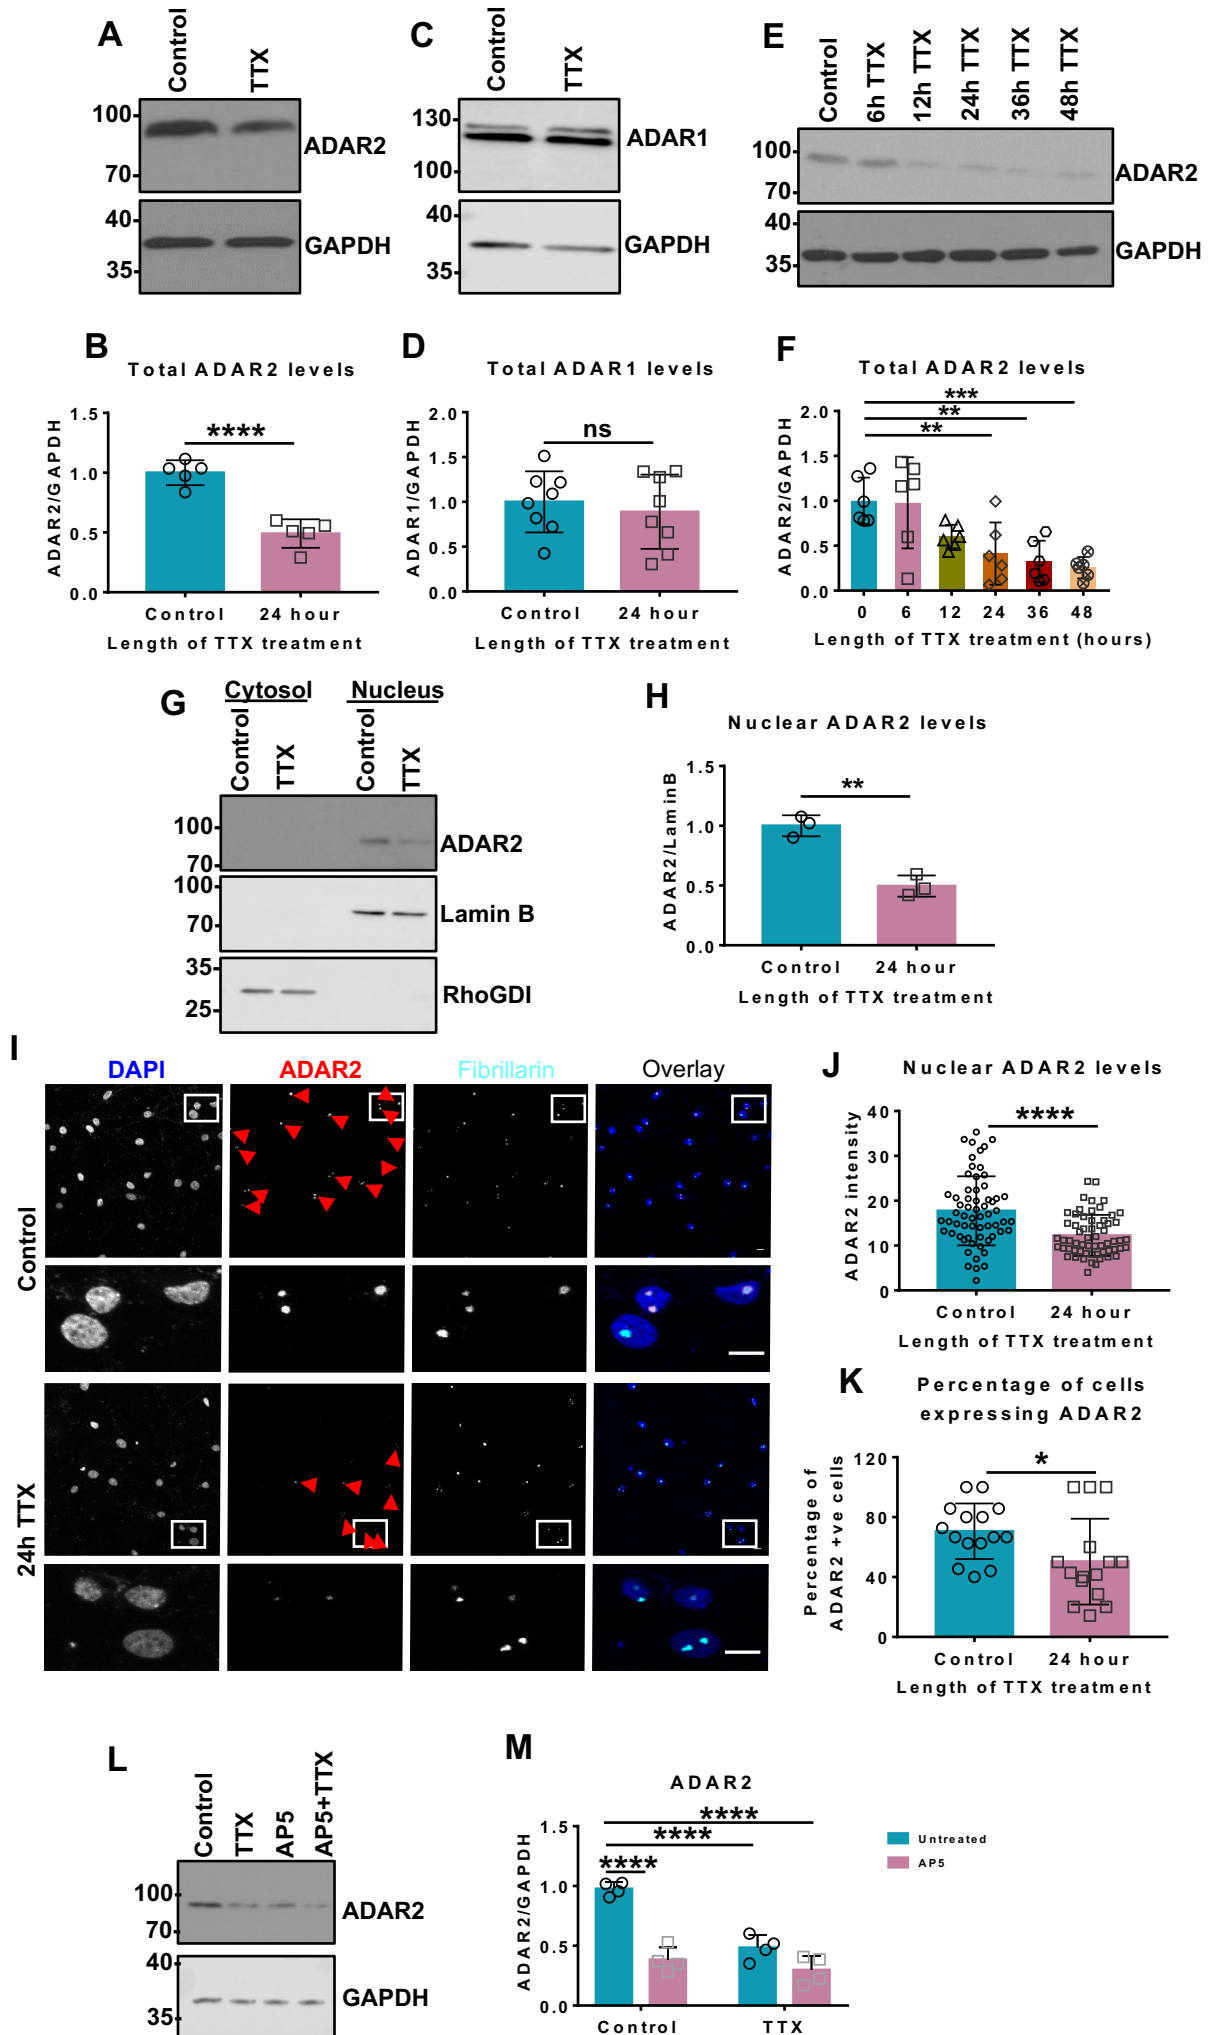 A
Control
TTX
100
70
ADAR2
40
35
GAPDH
C
Control
TTX
130
100
ADAR1
40
35
GAPDH
E
Control
6h TTX
12h TTX
24h TTX
36h TTX
48h TTX
100
70
ADAR2
40
35
GAPDH
B
Total ADAR2 levels
ADAR2/GAPDH
1.5
1.0
0.5
0.0
****
Control
24 hour
Length of TTX treatment
D
Total ADAR1 levels
ADAR1/GAPDH
2.0
1.5
1.0
0.5
0.0
ns
Control
24 hour
Length of TTX treatment
F
Total ADAR2 levels
ADAR2/GAPDH
2.0
1.5
1.0
0.5
0.0
***
**
**
0 6 12 24 36 48
Length of TTX treatment (hours)
G
Cytosol
Nucleus
Control
TTX
Control
TTX
100
70
ADAR2
100
70
Lamin B
35
25
RhoGDI
H
Nuclear ADAR2 levels
ADAR2/LaminB
1.5
1.0
0.5
0.0
**
Control
24 hour
Length of TTX treatment
I
DAPI
ADAR2
Fibrillarin
Overlay
Control
24h TTX
J
Nuclear ADAR2 levels
ADAR2 intensity
40
30
20
10
0
****
Control
24 hour
Length of TTX treatment
K
Percentage of cells
expressing ADAR2
Percentage of
ADAR2 +ve cells
120
80
40
0
*
Control
24 hour
Length of TTX treatment
L
Control
TTX
AP5
AP5+TTX
100
70
ADAR2
40
35
GAPDH
M
ADAR2
ADAR2/GAPDH
1.5
1.0
0.5
0.0
****
****
****
Control
TTX
Untreated
AP5